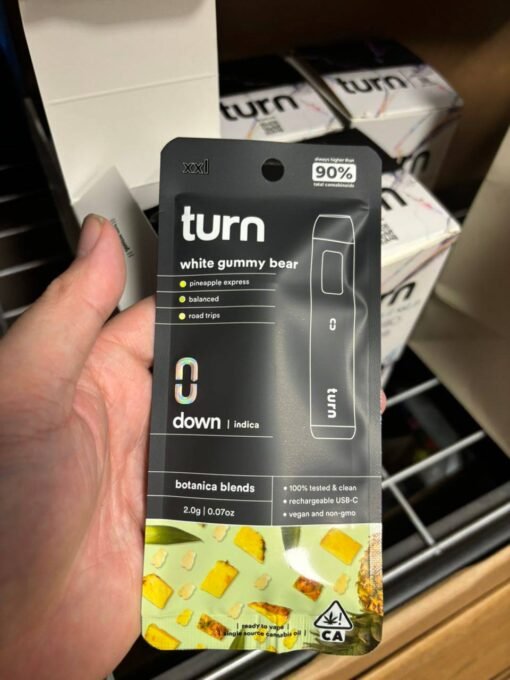 turn
turn
xxl
always higher than
90%
total cannabinoids
turn
white gummy bear
pineapple express
balanced
road trips
down | indica
turn
botanica blends
2.0g | 0.07oz
• 100% tested & clean
• rechargeable USB-C
• vegan and non-gmo
| ready to vape |
| single source cannabis oil |
CA